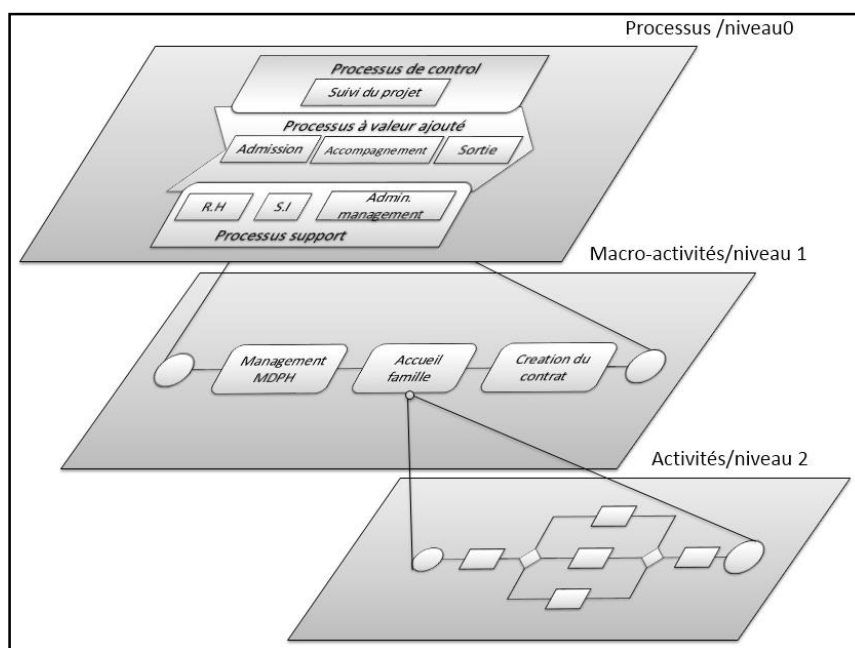 Processus /niveau0
Processus de control
Suivi du projet
Processus à valeur ajouté
Admission
Accompagnement
Sortie
R.H
S.I
Admin.
management
Processus support
Macro-activités/niveau 1
Management
MDPH
Accueil
famille
Creation du
contrat
Activités/niveau 2